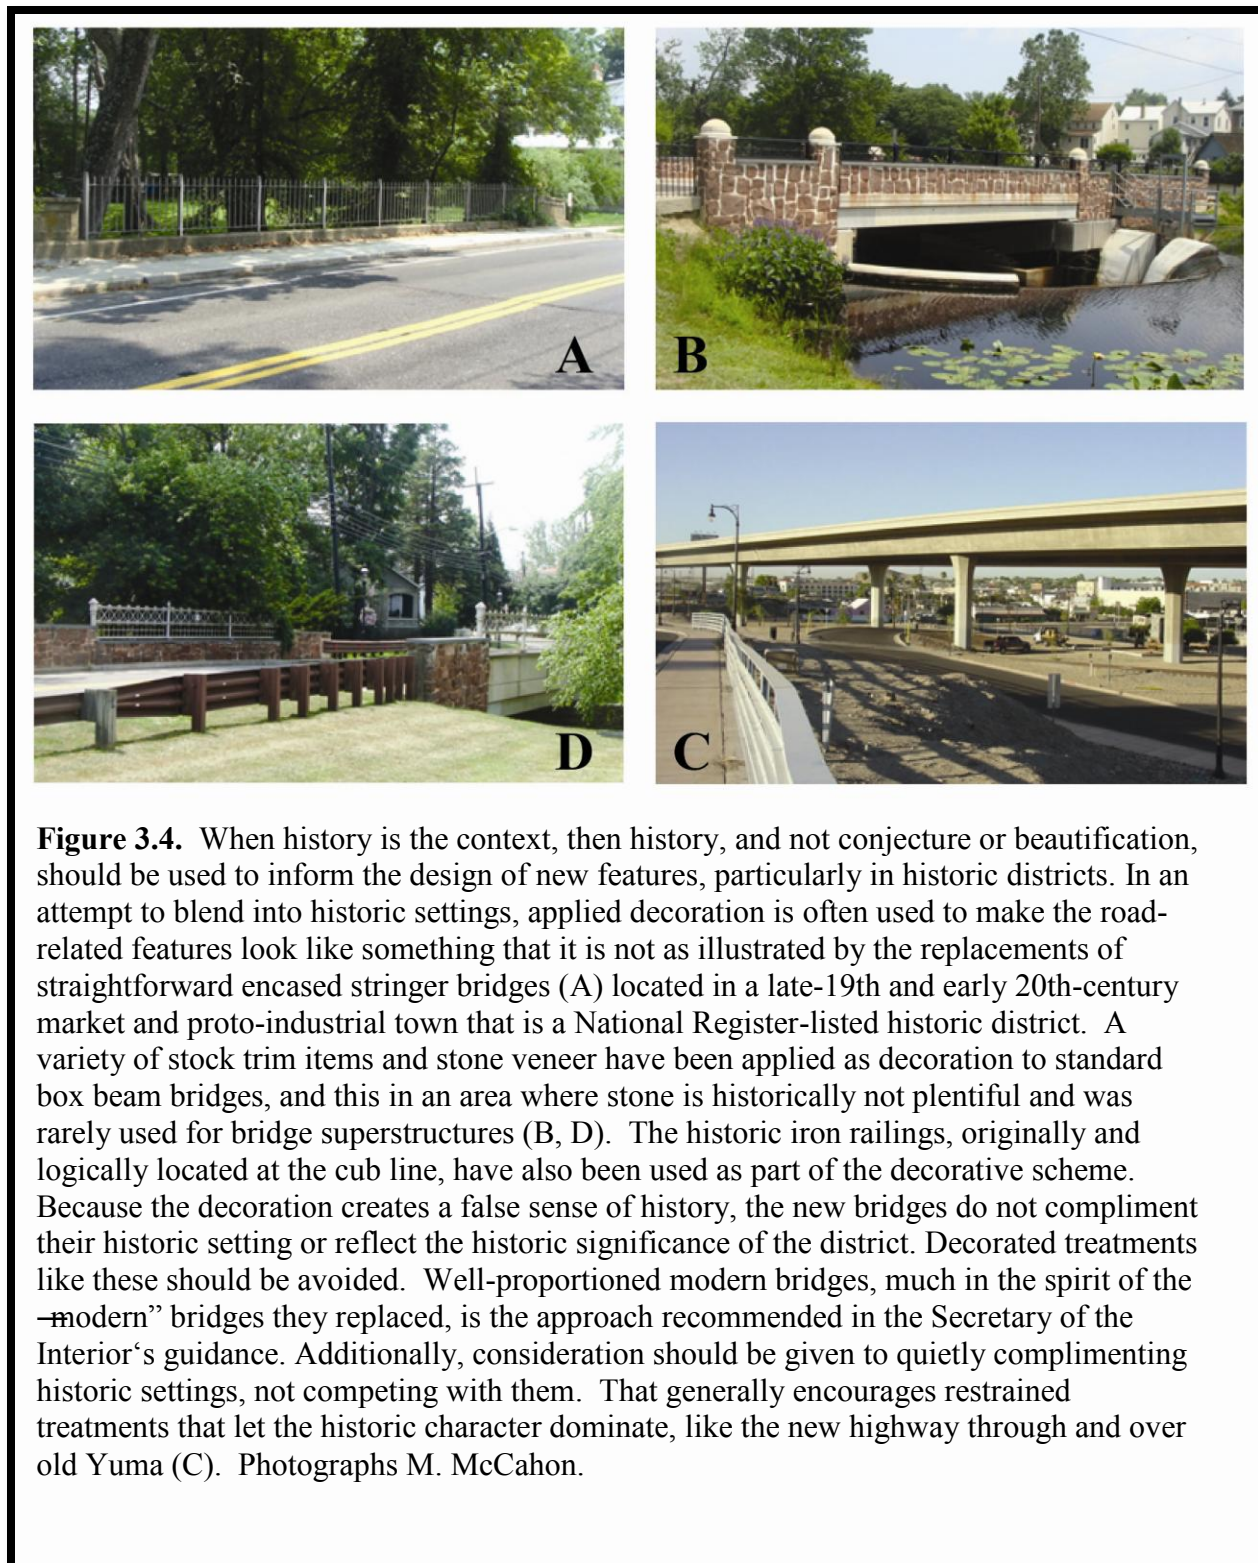 A
B
D
C
Figure 3.4. When history is the context, then history, and not conjecture or beautification,
should be used to inform the design of new features, particularly in historic districts. In an
attempt to blend into historic settings, applied decoration is often used to make the road-
related features look like something that it is not as illustrated by the replacements of
straightforward encased stringer bridges (A) located in a late-19th and early 20th-century
market and proto-industrial town that is a National Register-listed historic district. A
variety of stock trim items and stone veneer have been applied as decoration to standard
box beam bridges, and this in an area where stone is historically not plentiful and was
rarely used for bridge superstructures (B, D). The historic iron railings, originally and
logically located at the cub line, have also been used as part of the decorative scheme.
Because the decoration creates a false sense of history, the new bridges do not compliment
their historic setting or reflect the historic significance of the district. Decorated treatments
like these should be avoided. Well-proportioned modern bridges, much in the spirit of the
―modern” bridges they replaced, is the approach recommended in the Secretary of the
Interior‘s guidance. Additionally, consideration should be given to quietly complimenting
historic settings, not competing with them. That generally encourages restrained
treatments that let the historic character dominate, like the new highway through and over
old Yuma (C). Photographs M. McCahon.